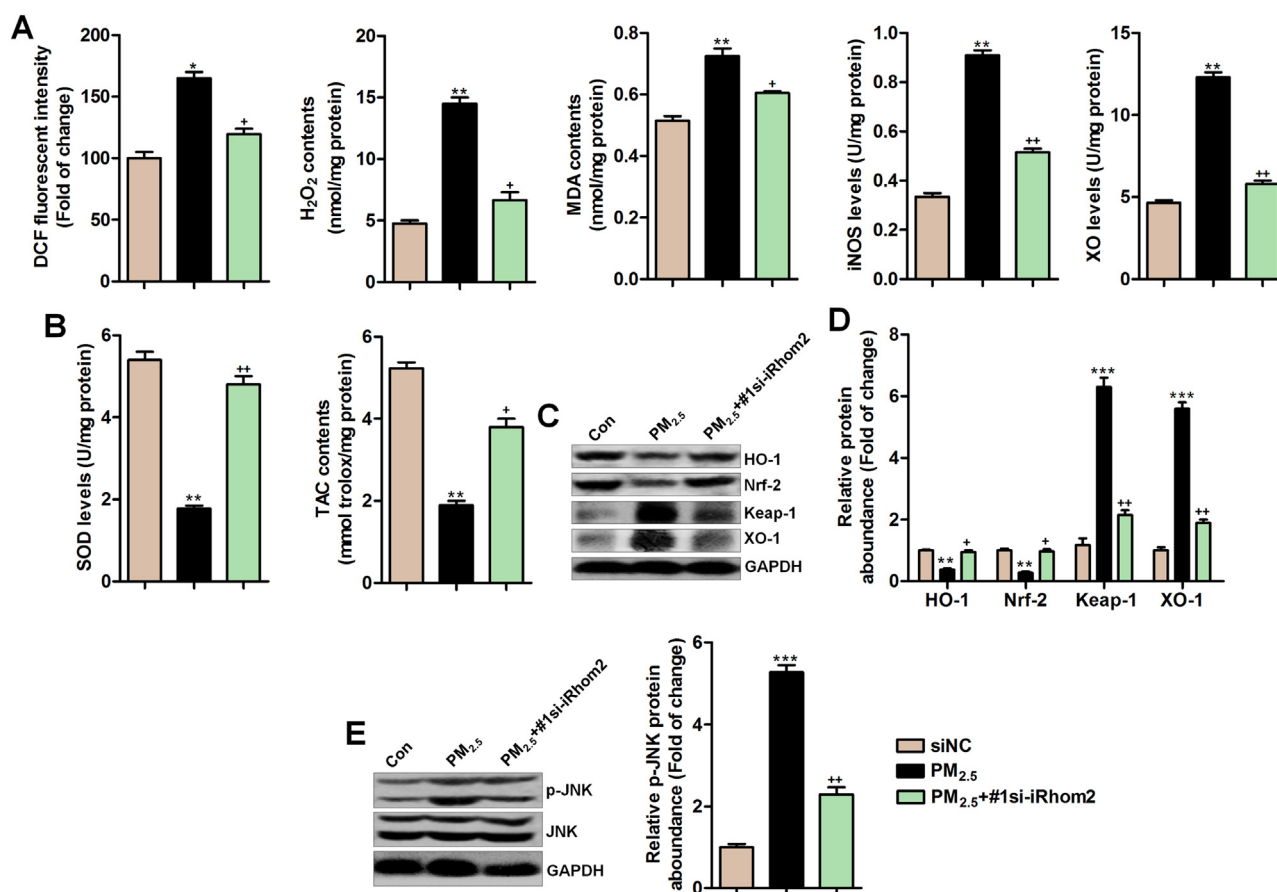 A
DCF fluorescent intensity
(Fold of change)
200
150
100
50
0
*
+
H₂O₂ contents
(nmol/mg protein)
20
15
10
5
0
**
+
MDA contents
(nmol/mg protein)
0.8
0.6
0.4
0.2
0.0
**
+
iNOS levels (U/mg protein)
1.0
0.8
0.6
0.4
0.2
0.0
**
++
XO levels (U/mg protein)
15
10
5
0
**
++
B
SOD levels (U/mg protein)
6
4
2
0
**
++
TAC contents
(mmol trolox/mg protein)
6
4
2
0
**
+
C
Con
PM2.5
PM2.5+#1si-iRhom2
HO-1
Nrf-2
Keap-1
XO-1
GAPDH
D
Relative protein
aboundance (Fold of change)
8
6
4
2
0
**
+
**
+
***
++
***
++
HO-1
Nrf-2
Keap-1
XO-1
E
Con
PM2.5
PM2.5+#1si-iRhom2
p-JNK
JNK
GAPDH
Relative p-JNK protein
aboundance (Fold of change)
6
4
2
0
***
++
siNC
PM2.5
PM2.5+#1si-iRhom2